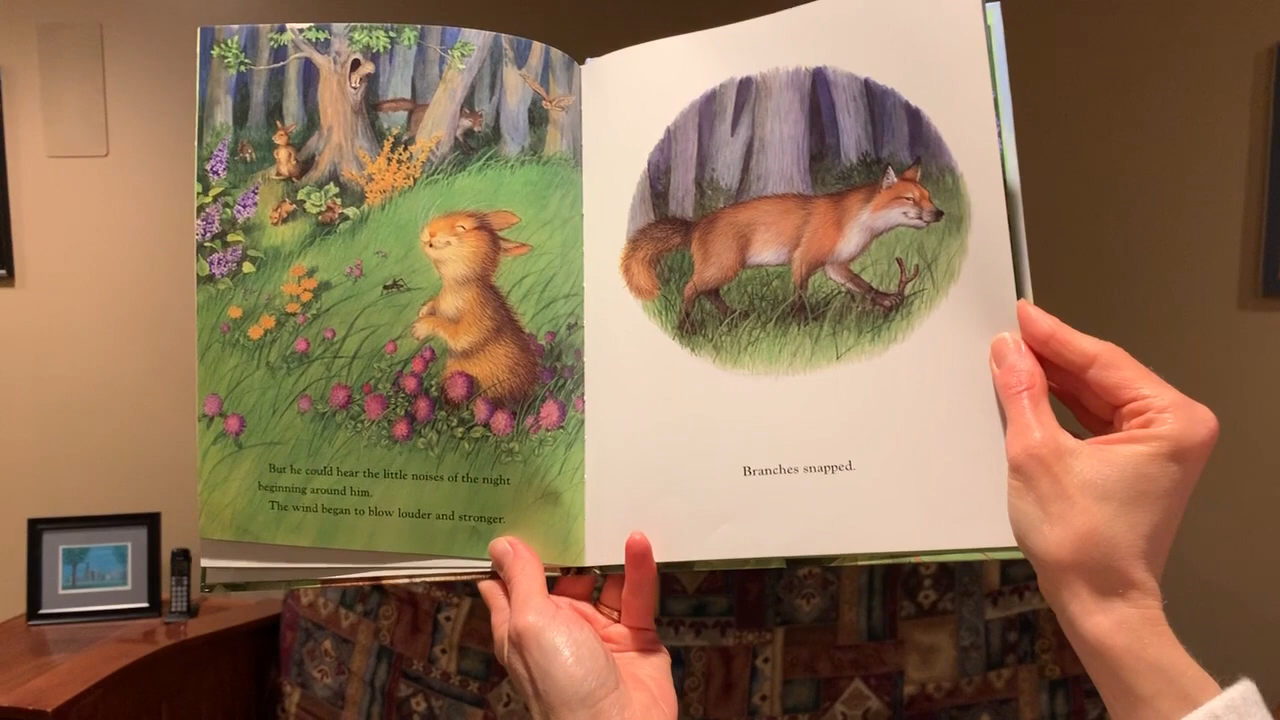 But he could hear the little noises of the night
beginning around him.
The wind began to blow louder and stronger.
Branches snapped.